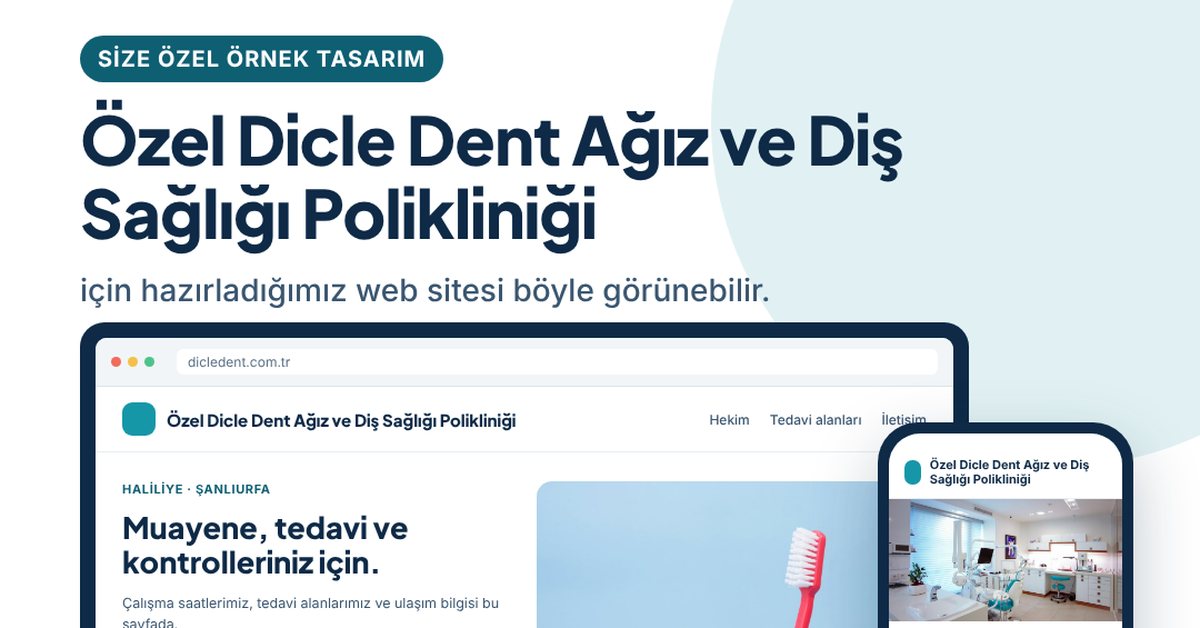 SİZE ÖZEL ÖRNEK TASARIM
Özel Dicle Dent Ağız ve Diş
Sağlığı Polikliniği
için hazırladığımız web sitesi böyle görünebilir.
dicledent.com.tr
Özel Dicle Dent Ağız ve Diş Sağlığı Polikliniği
Hekim Tedavi alanları İletişim
HALİLİYE · ŞANLIURFA
Muayene, tedavi ve
kontrolleriniz için.
Çalışma saatlerimiz, tedavi alanlarımız ve ulaşım bilgisi bu
sayfada.
Özel Dicle Dent Ağız ve Diş
Sağlığı Polikliniği